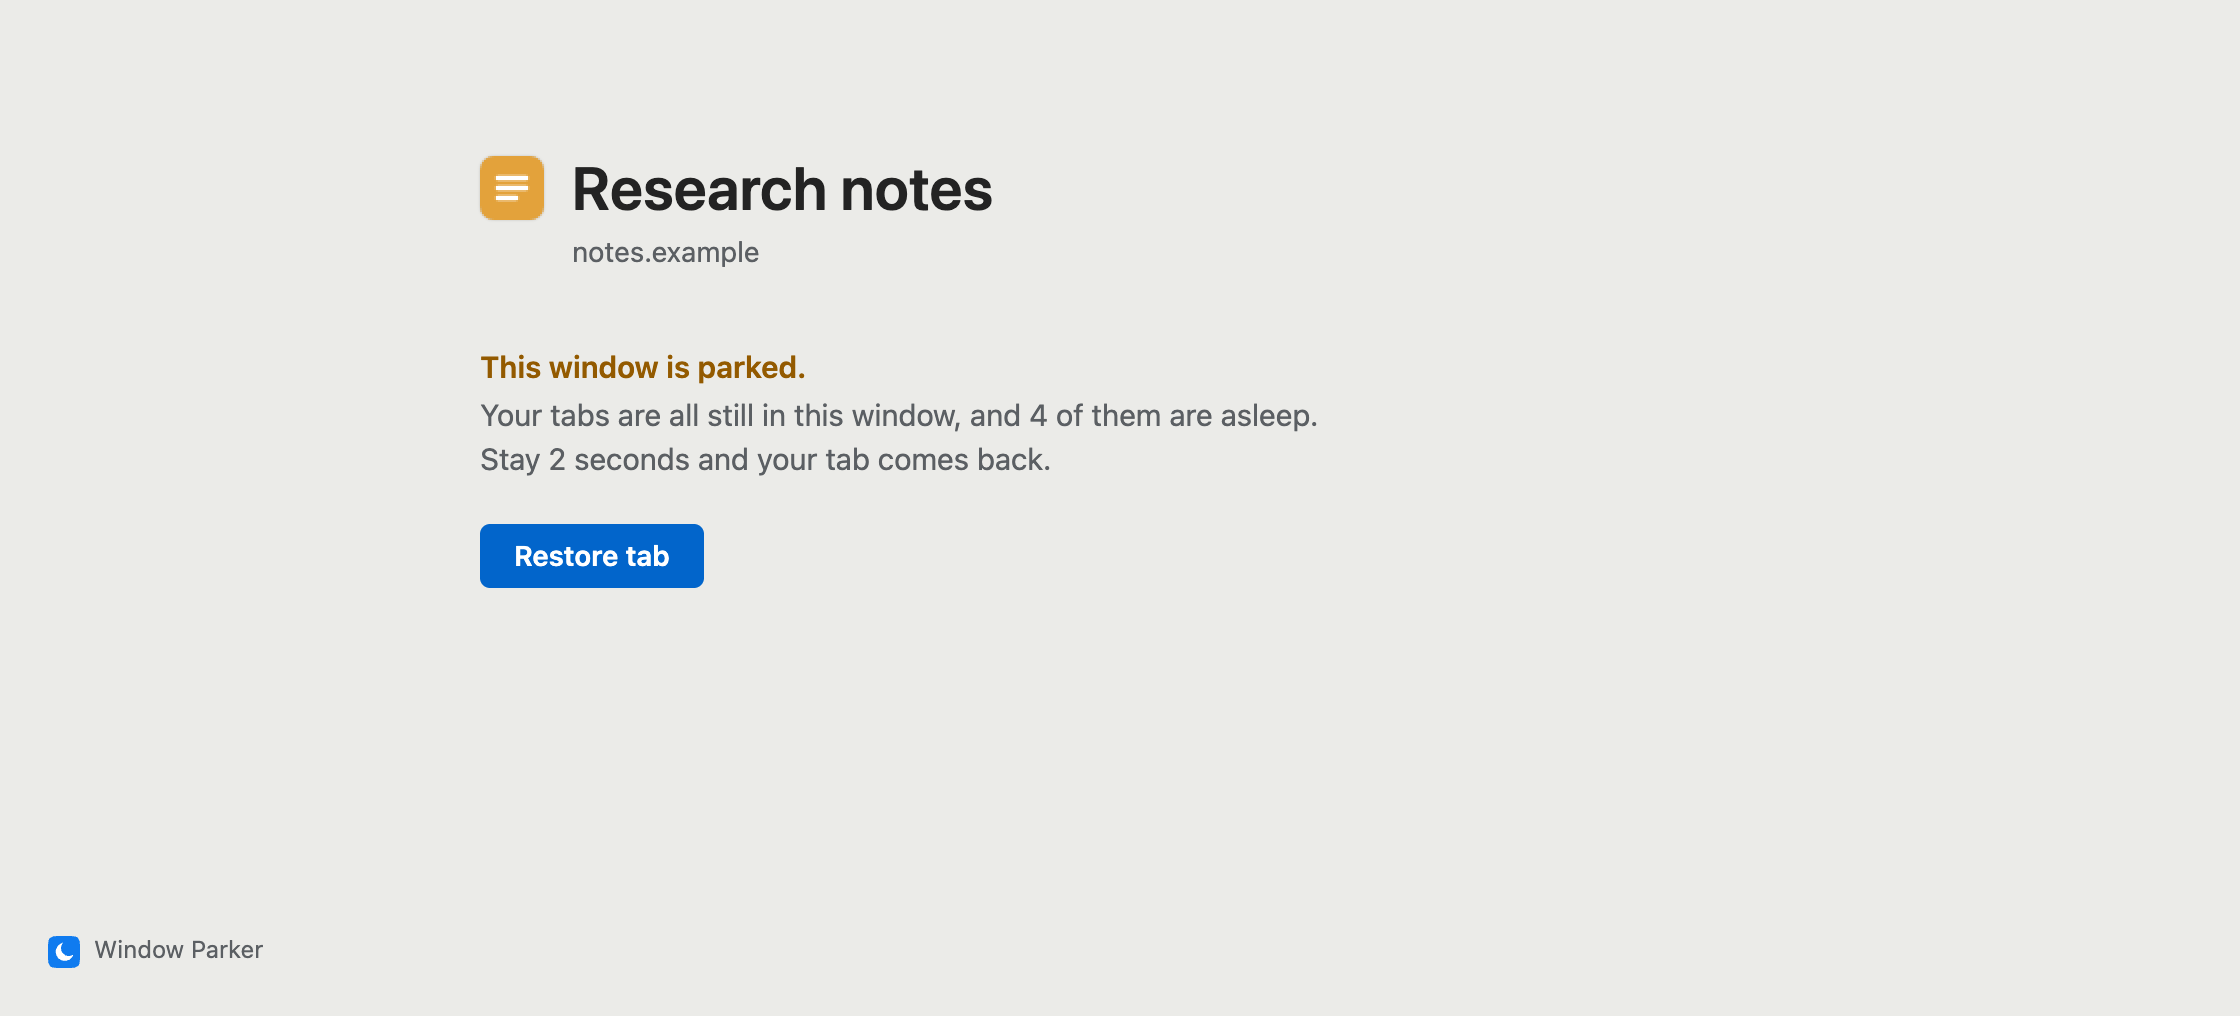 Research notes
notes.example
This window is parked.
Your tabs are all still in this window, and 4 of them are asleep.
Stay 2 seconds and your tab comes back.
Restore tab
Window Parker